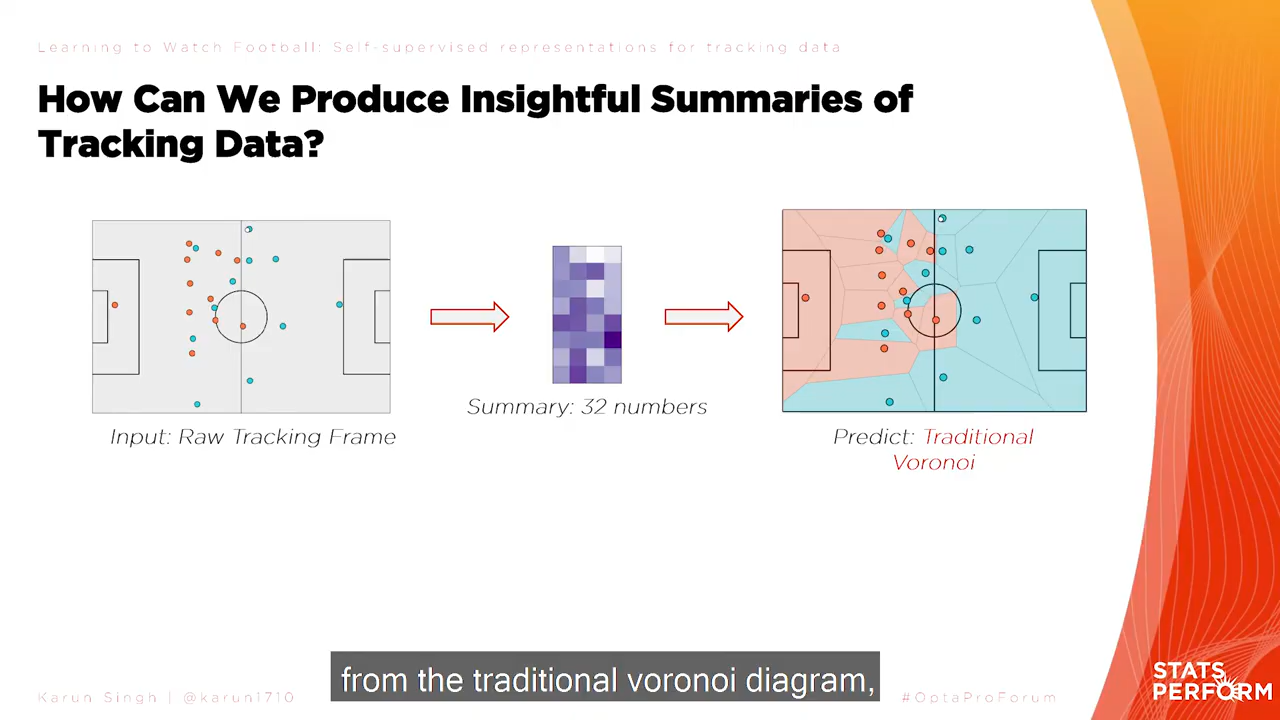 Learning to Watch Football: Self-supervised representations for tracking data
How Can We Produce Insightful Summaries of
Tracking Data?
Input: Raw Tracking Frame
Summary: 32 numbers
Predict: Traditional
Voronoi
from the traditional voronoi diagram,
Karun Singh | @karun1710
#OptaProForum
STATS
PERFORM